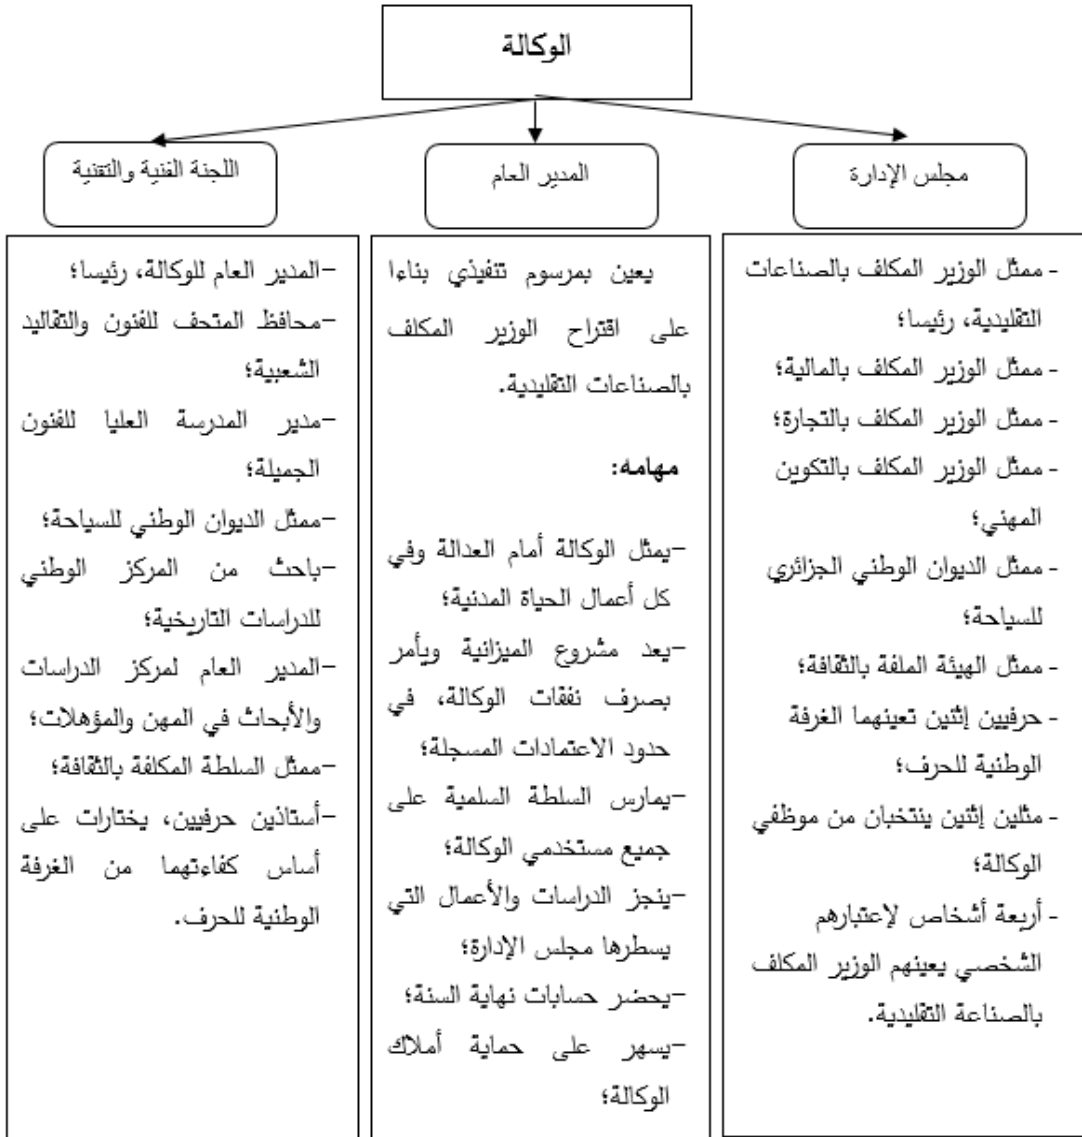 الوكالة
مجلس الإدارة
المدير العام
اللجنة الفنية والتقنية
- ممثل الوزير المكلف بالصناعات
التقليدية، رئيسا؛
- ممثل الوزير المكلف بالمالية؛
- ممثل الوزير المكلف بالتجارة؛
- ممثل الوزير المكلف بالتكوين
المهني؛
- ممثل الديوان الوطني الجزائري
للسياحة؛
- ممثل الهيئة الملفة بالثقافة؛
- حرفيين إثنين تعينهما الغرفة
الوطنية للحرف؛
- مثلين إثنين ينتخبان من موظفي
الوكالة؛
- أربعة أشخاص لإعتبارهم
الشخصي يعينهم الوزير المكلف
بالصناعة التقليدية.
يعين بمرسوم تنفيذي بناءا
على اقتراح الوزير المكلف
بالصناعات التقليدية.
مهامه:
-يمثل الوكالة أمام العدالة وفي
كل أعمال الحياة المدنية؛
-يعد مشروع الميزانية ويأمر
بصرف نفقات الوكالة، في
حدود الاعتمادات المسجلة؛
-يمارس السلطة السلمية على
جميع مستخدمي الوكالة؛
-ينجز الدراسات والأعمال التي
يسطرها مجلس الإدارة؛
-يحضر حسابات نهاية السنة؛
-يسهر على حماية أملاك
الوكالة؛
-المدير العام للوكالة، رئيسا؛
-محافظ المتحف للفنون والتقاليد
الشعبية؛
-مدير المدرسة العليا للفنون
الجميلة؛
-ممثل الديوان الوطني للسياحة؛
-باحث من المركز الوطني
للدراسات التاريخية؛
-المدير العام لمركز الدراسات
والأبحاث في المهن والمؤهلات؛
-ممثل السلطة المكلفة بالثقافة؛
-أستاذين حرفيين، يختارات على
أساس كفاءتهما من الغرفة
الوطنية للحرف.